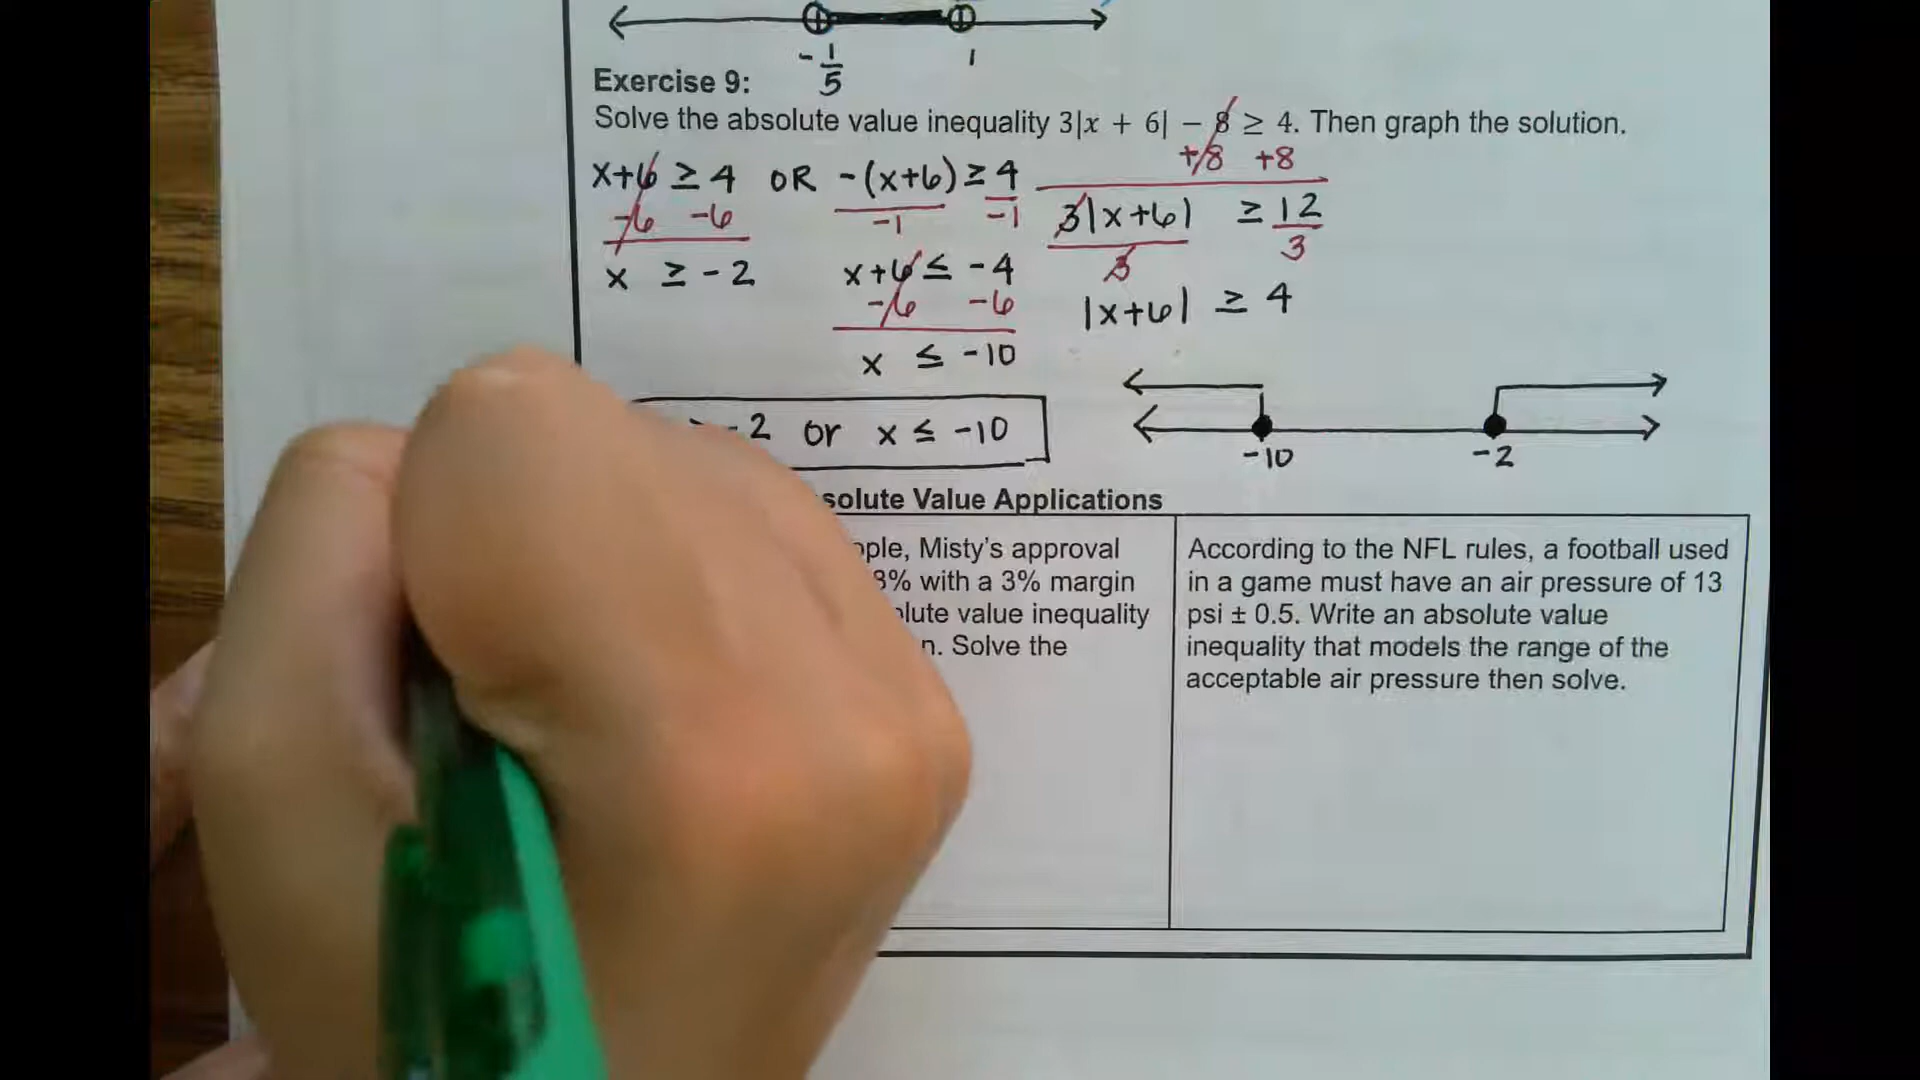 -1/5 1
Exercise 9:
Solve the absolute value inequality 3|x + 6| − 8 ≥ 4. Then graph the solution.
+8 +8
x+6 ≥ 4 OR -(x+6) ≥ 4
-6 -6
-1 -1
x ≥ -2
x+6 ≤ -4
-6 -6
x ≤ -10
3|x+6| ≥ 12
3 3
|x+6| ≥ 4
-2 or x ≤ -10
-10 -2
Absolute Value Applications
Misty's approval
with a 3% margin
value inequality
Solve the
According to the NFL rules, a football used
in a game must have an air pressure of 13
psi ± 0.5. Write an absolute value
inequality that models the range of the
acceptable air pressure then solve.